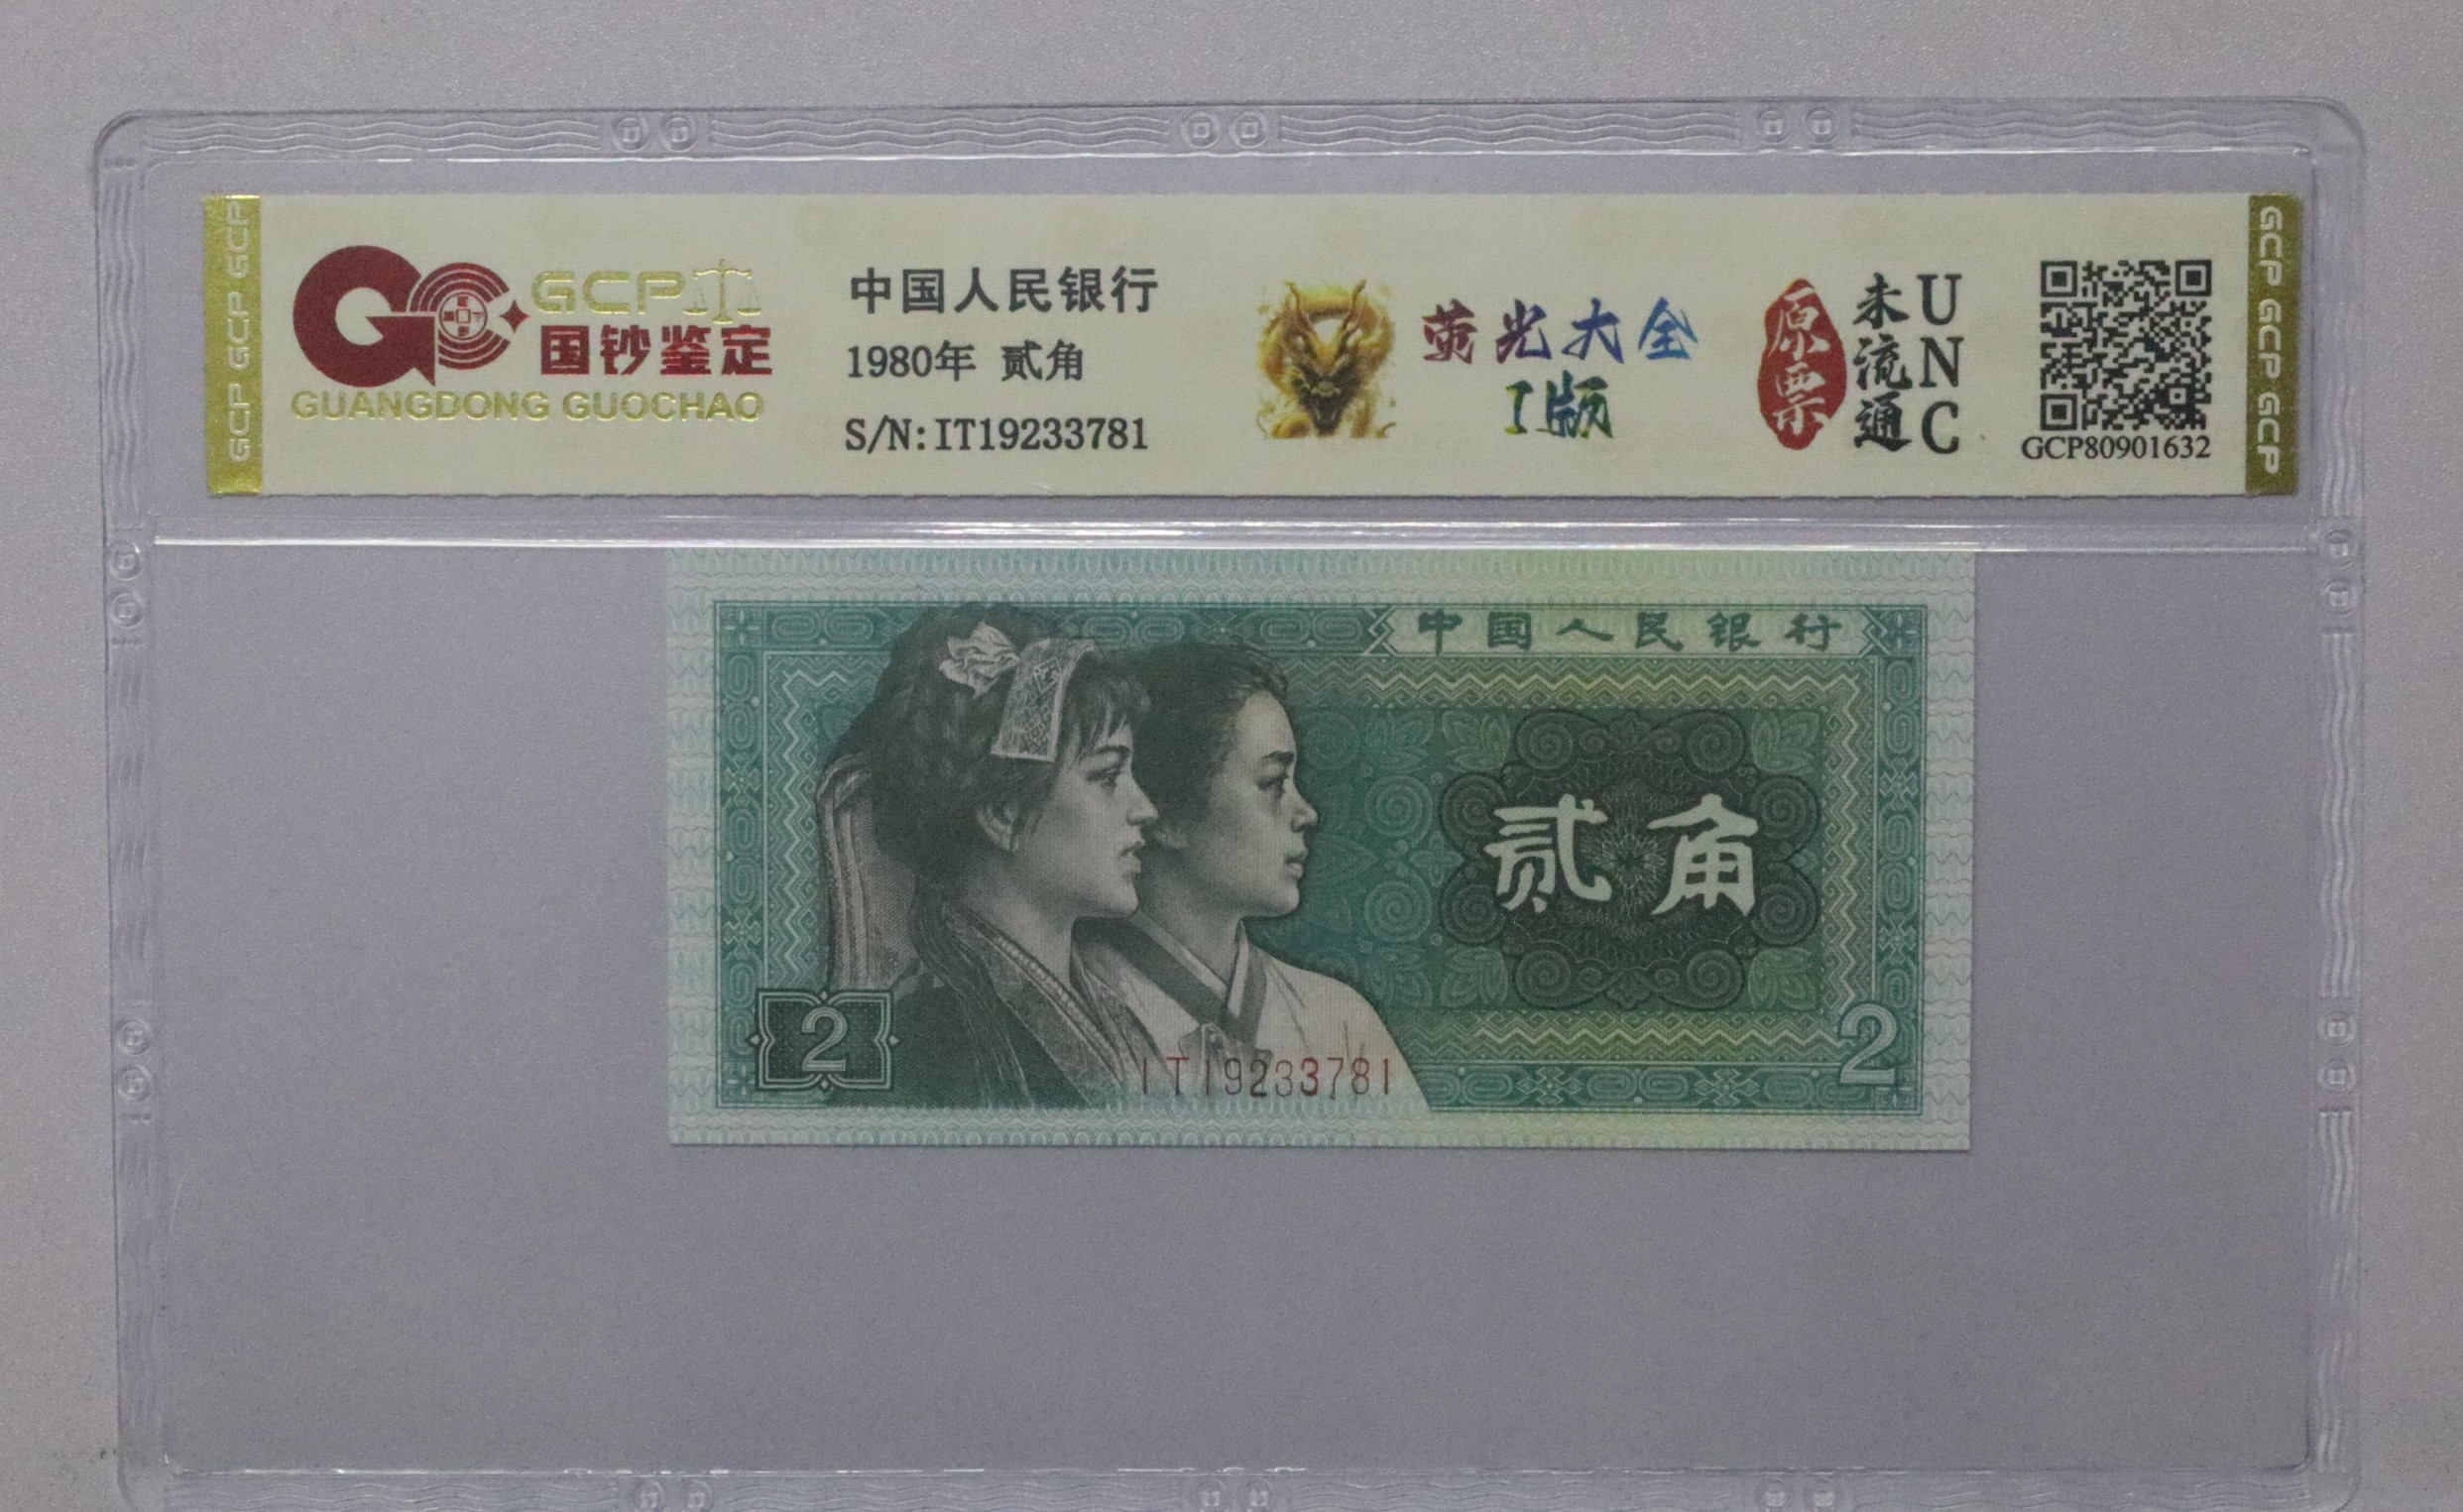 GCP GCP GCP
GCP
国钞鉴定
GUANGDONG GUOCHAO
中国人民银行
1980年 贰角
S/N:IT19233781
荧光大全
I版
原票
未流通
UNC
GCP80901632
GCP GCP GCP GCP
中国人民银行
贰角
2
IT19233781
2